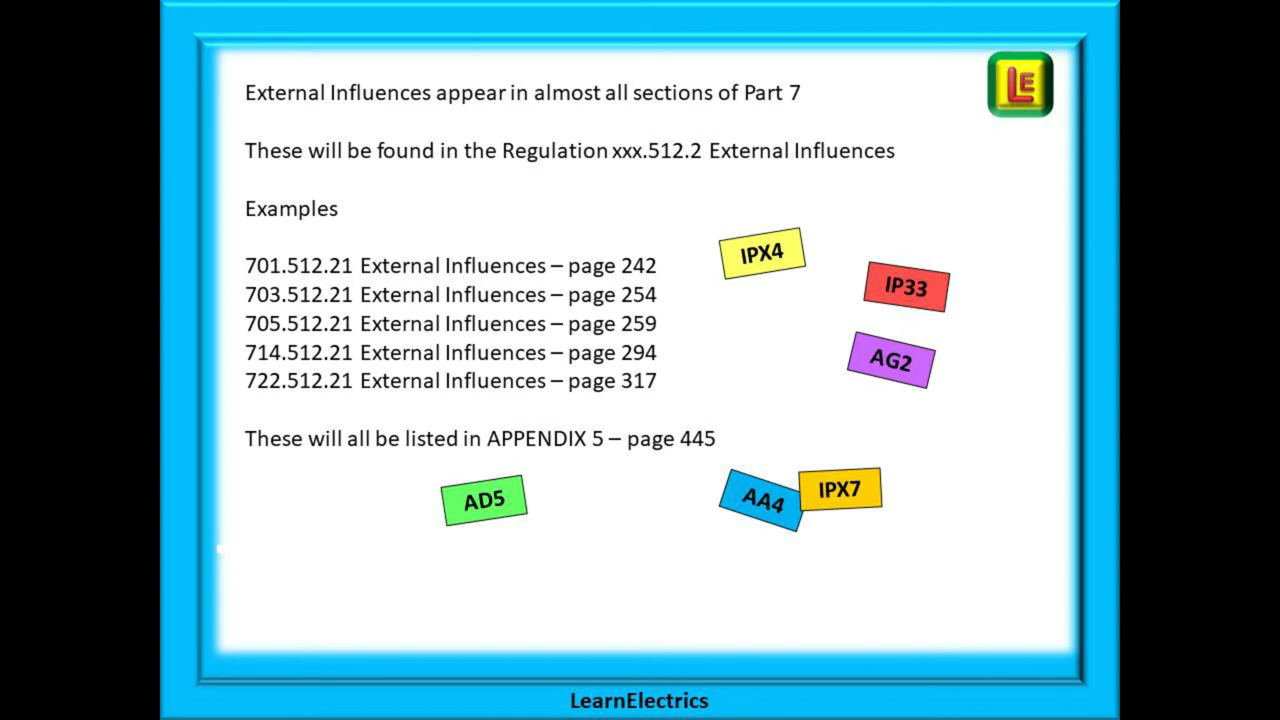 LE
External Influences appear in almost all sections of Part 7
These will be found in the Regulation xxx.512.2 External Influences
Examples
IPX4
701.512.21 External Influences – page 242
IP33
703.512.21 External Influences – page 254
705.512.21 External Influences – page 259
714.512.21 External Influences – page 294
AG2
722.512.21 External Influences – page 317
These will all be listed in APPENDIX 5 – page 445
AD5
AA4
IPX7
LearnElectrics